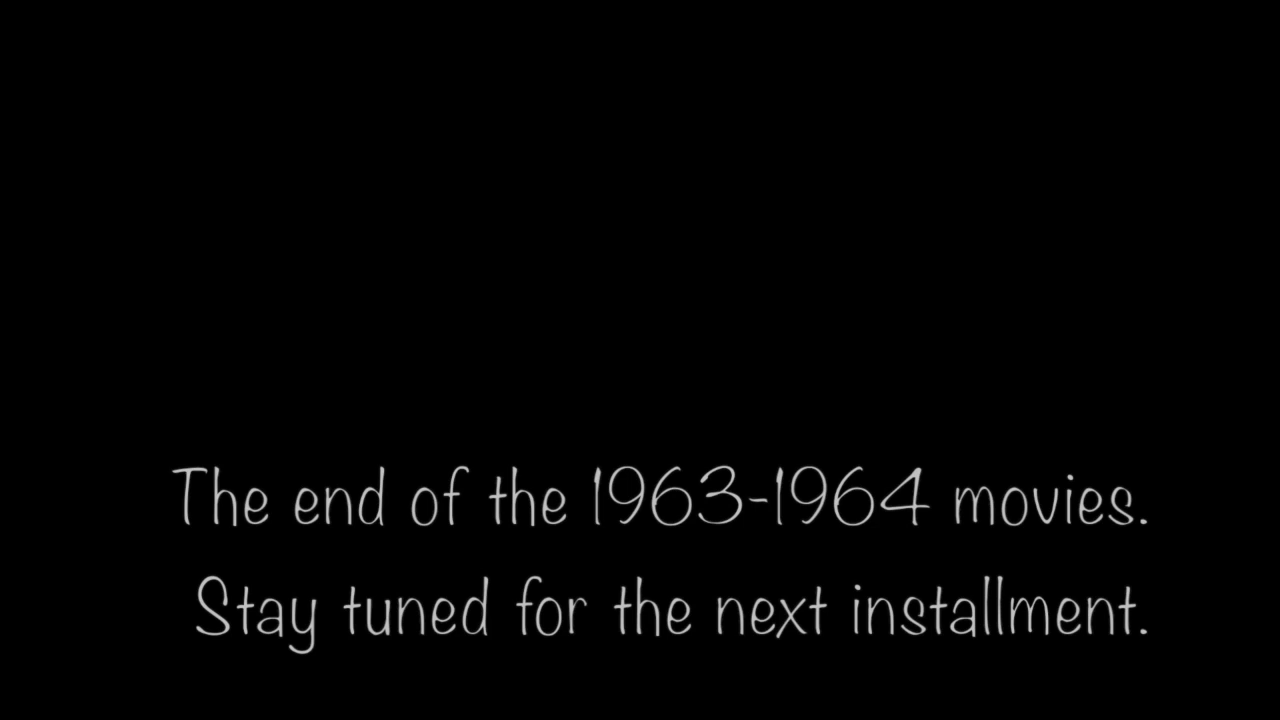 The end of the 1963-1964 movies.
Stay tuned for the next installment.